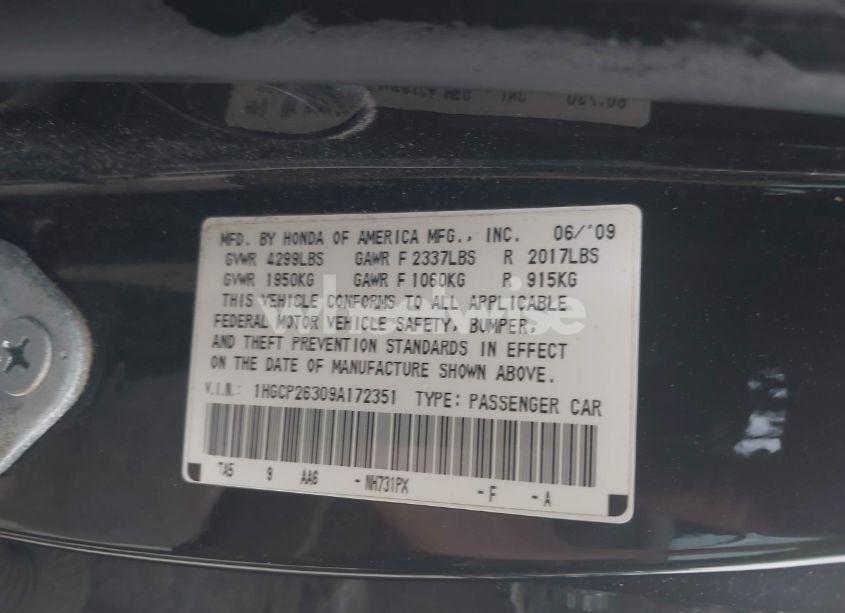 MFD. BY HONDA OF AMERICA MFG., INC. 06/'09
GVWR 4299LBS GAWR F 2337LBS R 2017LBS
GVWR 1950KG GAWR F 1060KG R 915KG
THIS VEHICLE CONFORMS TO ALL APPLICABLE
FEDERAL MOTOR VEHICLE SAFETY, BUMPER,
AND THEFT PREVENTION STANDARDS IN EFFECT
ON THE DATE OF MANUFACTURE SHOWN ABOVE.
V.I.N.: 1HGCP26309A172351 TYPE: PASSENGER CAR
TA5 9 AA6 - NH731PX - F - A